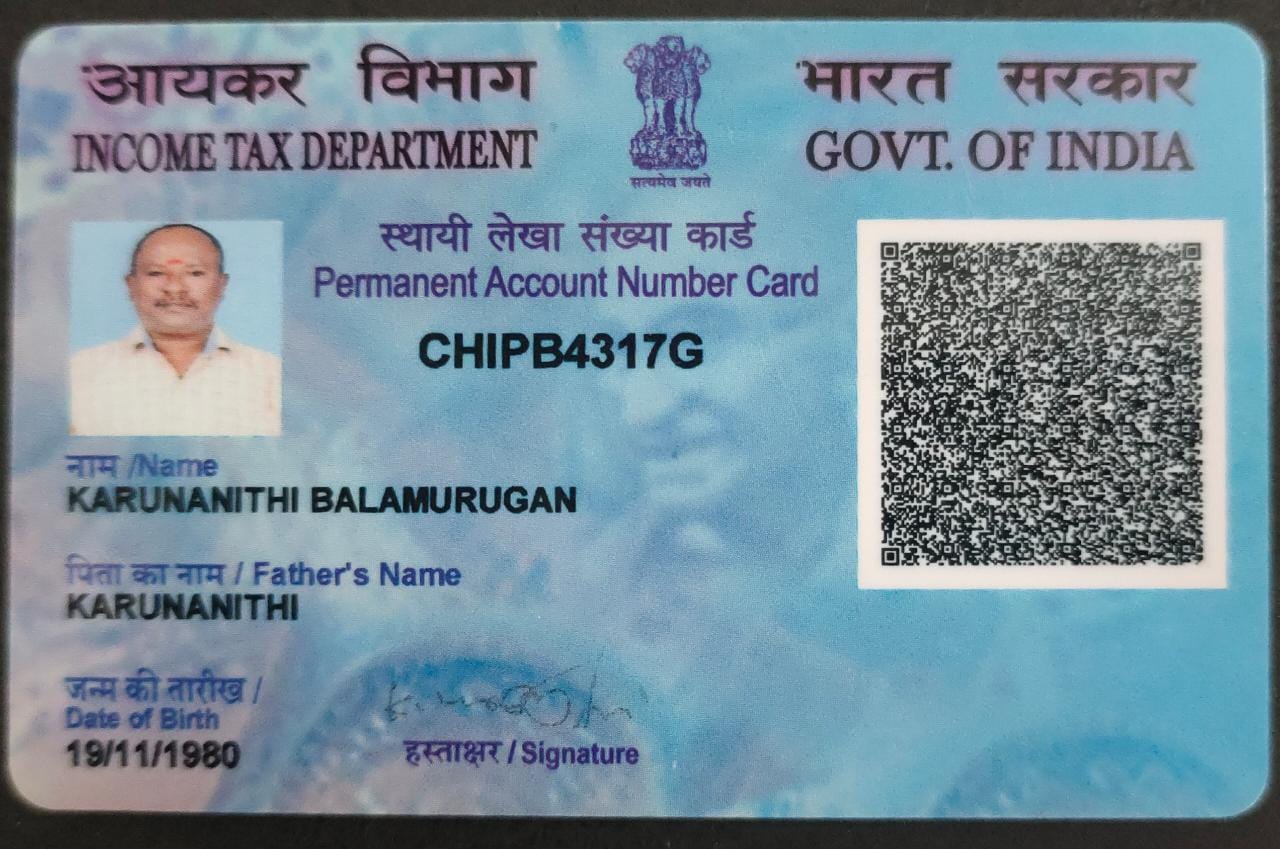 आयकर विभाग
भारत सरकार
INCOME TAX DEPARTMENT
GOVT. OF INDIA
सत्यमेव जयते
स्थायी लेखा संख्या कार्ड
Permanent Account Number Card
CHIPB4317G
नाम /Name
KARUNANITHI BALAMURUGAN
पिता का नाम / Father's Name
KARUNANITHI
जन्म की तारीख /
Date of Birth
19/11/1980
हस्ताक्षर / Signature